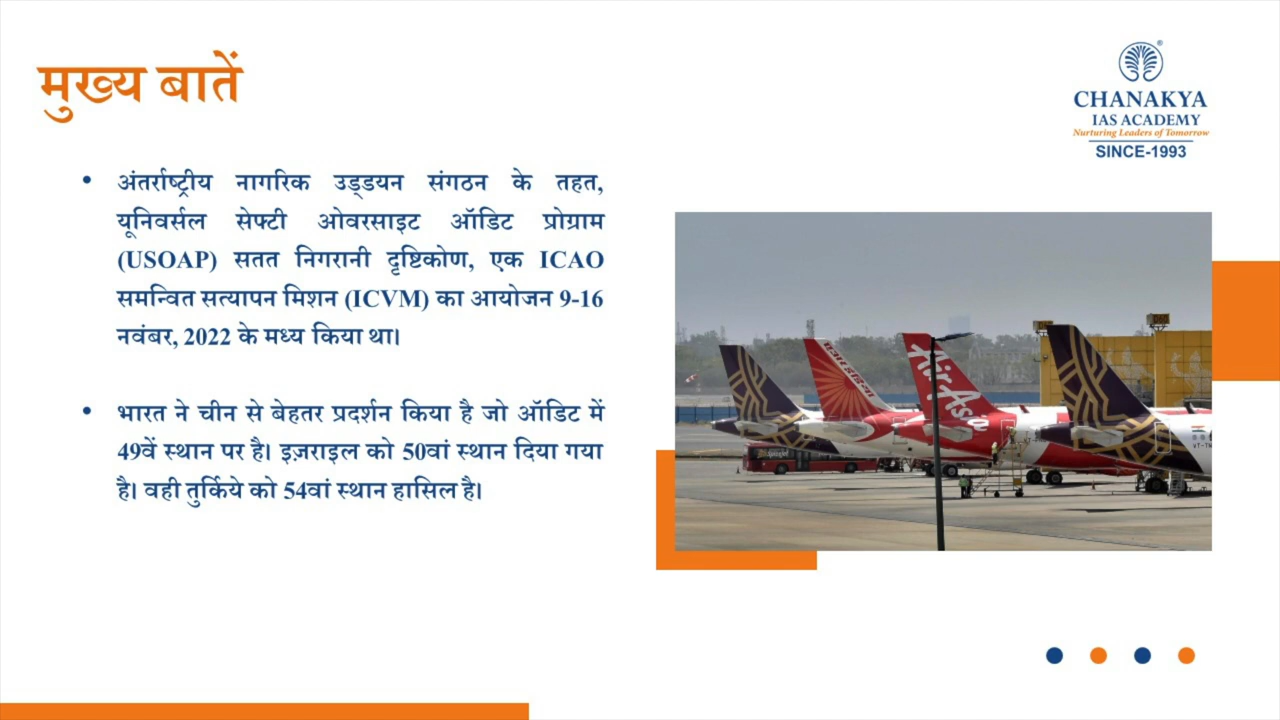 मुख्य बातें
CHANAKYA
IAS ACADEMY
Nurturing Leaders of Tomorrow
SINCE-1993
• अंतर्राष्ट्रीय नागरिक उड्डयन संगठन के तहत,
यूनिवर्सल सेफ्टी ओवरसाइट ऑडिट प्रोग्राम
(USOAP) सतत निगरानी दृष्टिकोण, एक ICAO
समन्वित सत्यापन मिशन (ICVM) का आयोजन 9-16
नवंबर, 2022 के मध्य किया था।
• भारत ने चीन से बेहतर प्रदर्शन किया है जो ऑडिट में
49वें स्थान पर है। इज़राइल को 50वां स्थान दिया गया
है। वही तुर्किये को 54वां स्थान हासिल है।
AirAsia